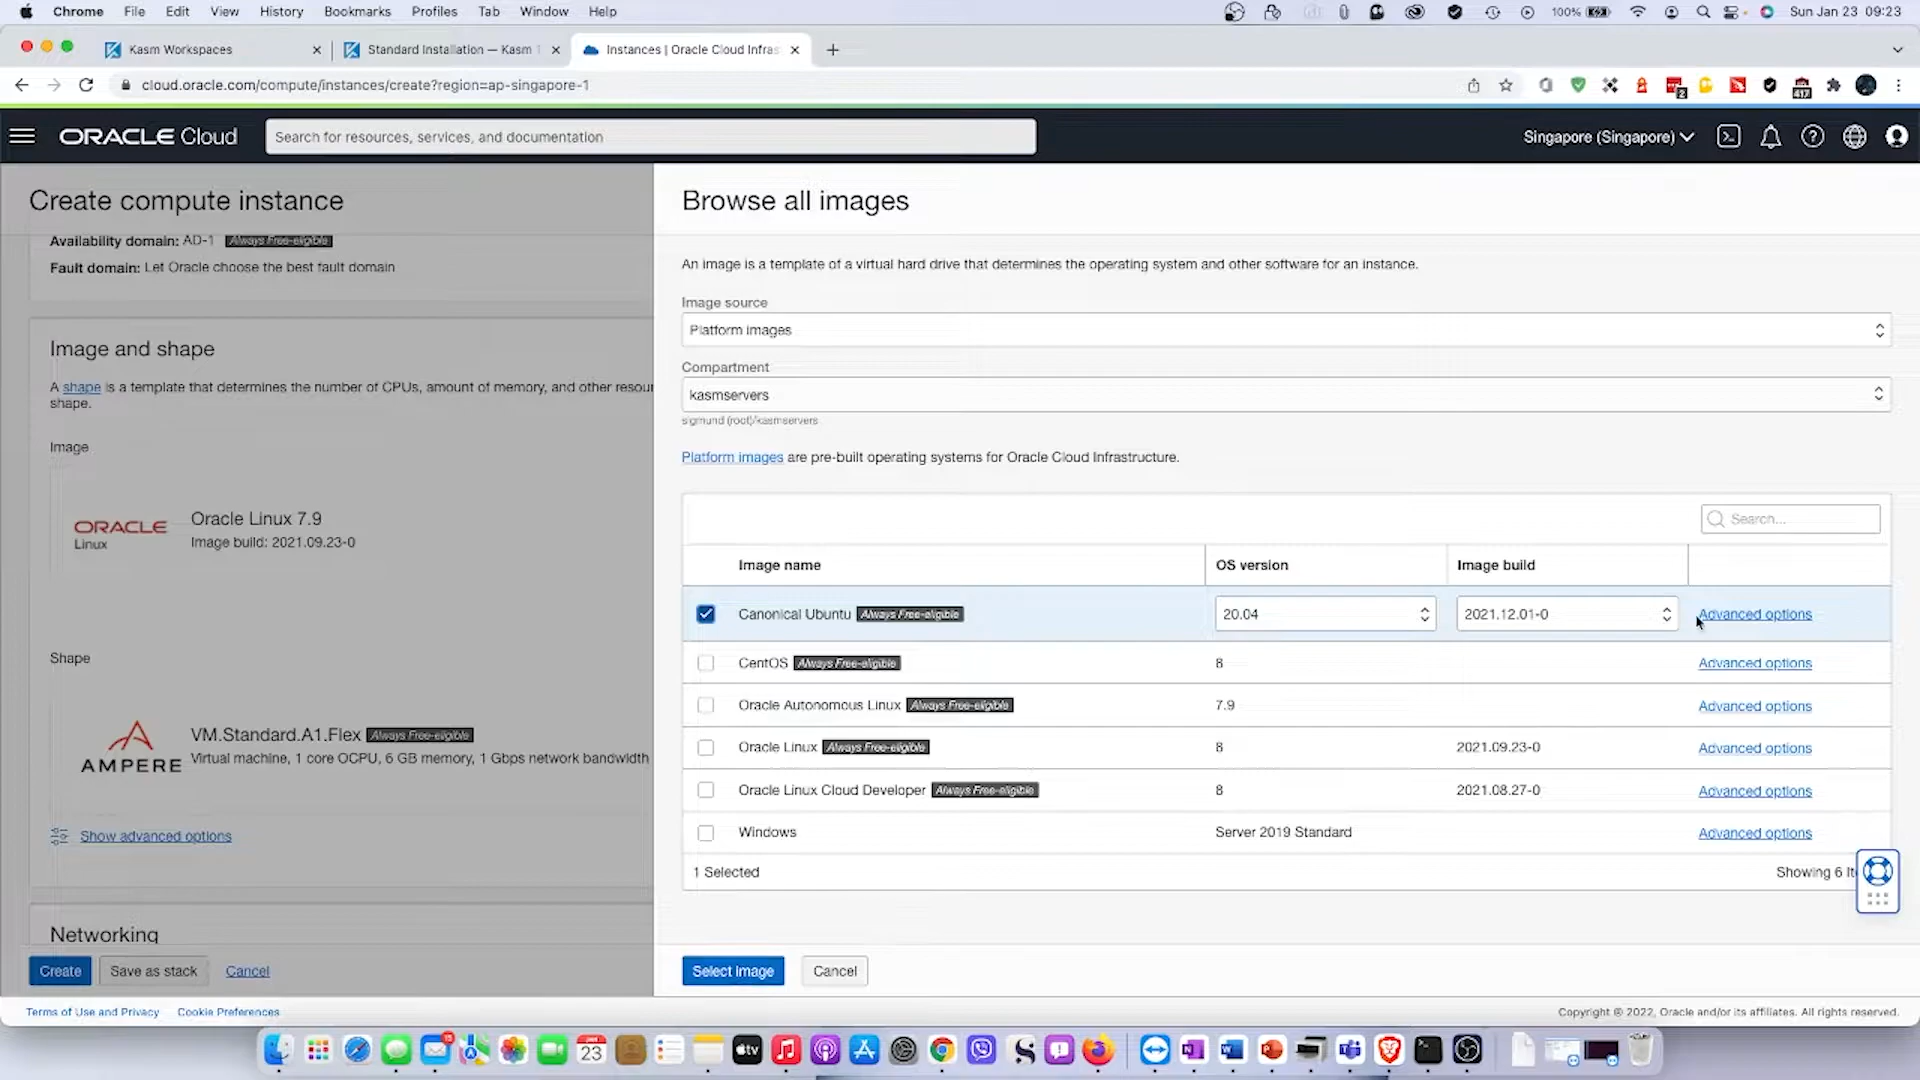 Chrome File Edit View History Bookmarks Profiles Tab Window Help 100% Sun Jan 23 09:23
Kasm Workspaces
Standard Installation — Kasm
Instances | Oracle Cloud Infras
cloud.oracle.com/compute/instances/create?region=ap-singapore-1
2
417
ORACLE Cloud
Search for resources, services, and documentation
Singapore (Singapore)
Create compute instance
Availability domain: AD-1 Always Free-eligible
Fault domain: Let Oracle choose the best fault domain
Image and shape
A shape is a template that determines the number of CPUs, amount of memory, and other resour
shape.
Image
ORACLE
Linux
Oracle Linux 7.9
Image build: 2021.09.23-0
Shape
AMPERE
VM.Standard.A1.Flex Always Free-eligible
Virtual machine, 1 core OCPU, 6 GB memory, 1 Gbps network bandwidth
Show advanced options
Networking
Create
Save as stack
Cancel
Browse all images
An image is a template of a virtual hard drive that determines the operating system and other software for an instance.
Image source
Platform images
Compartment
kasmservers
sigmund (root)/kasmservers
Platform images are pre-built operating systems for Oracle Cloud Infrastructure.
Search...
Image name OS version Image build
Canonical Ubuntu Always Free-eligible 20.04 2021.12.01-0 Advanced options
CentOS Always Free-eligible 8 Advanced options
Oracle Autonomous Linux Always Free-eligible 7.9 Advanced options
Oracle Linux Always Free-eligible 8 2021.09.23-0 Advanced options
Oracle Linux Cloud Developer Always Free-eligible 8 2021.08.27-0 Advanced options
Windows Server 2019 Standard Advanced options
1 Selected Showing 6 It
Select image
Cancel
Terms of Use and Privacy Cookie Preferences
Copyright © 2022, Oracle and/or its affiliates. All rights reserved.
JAN
23
tv